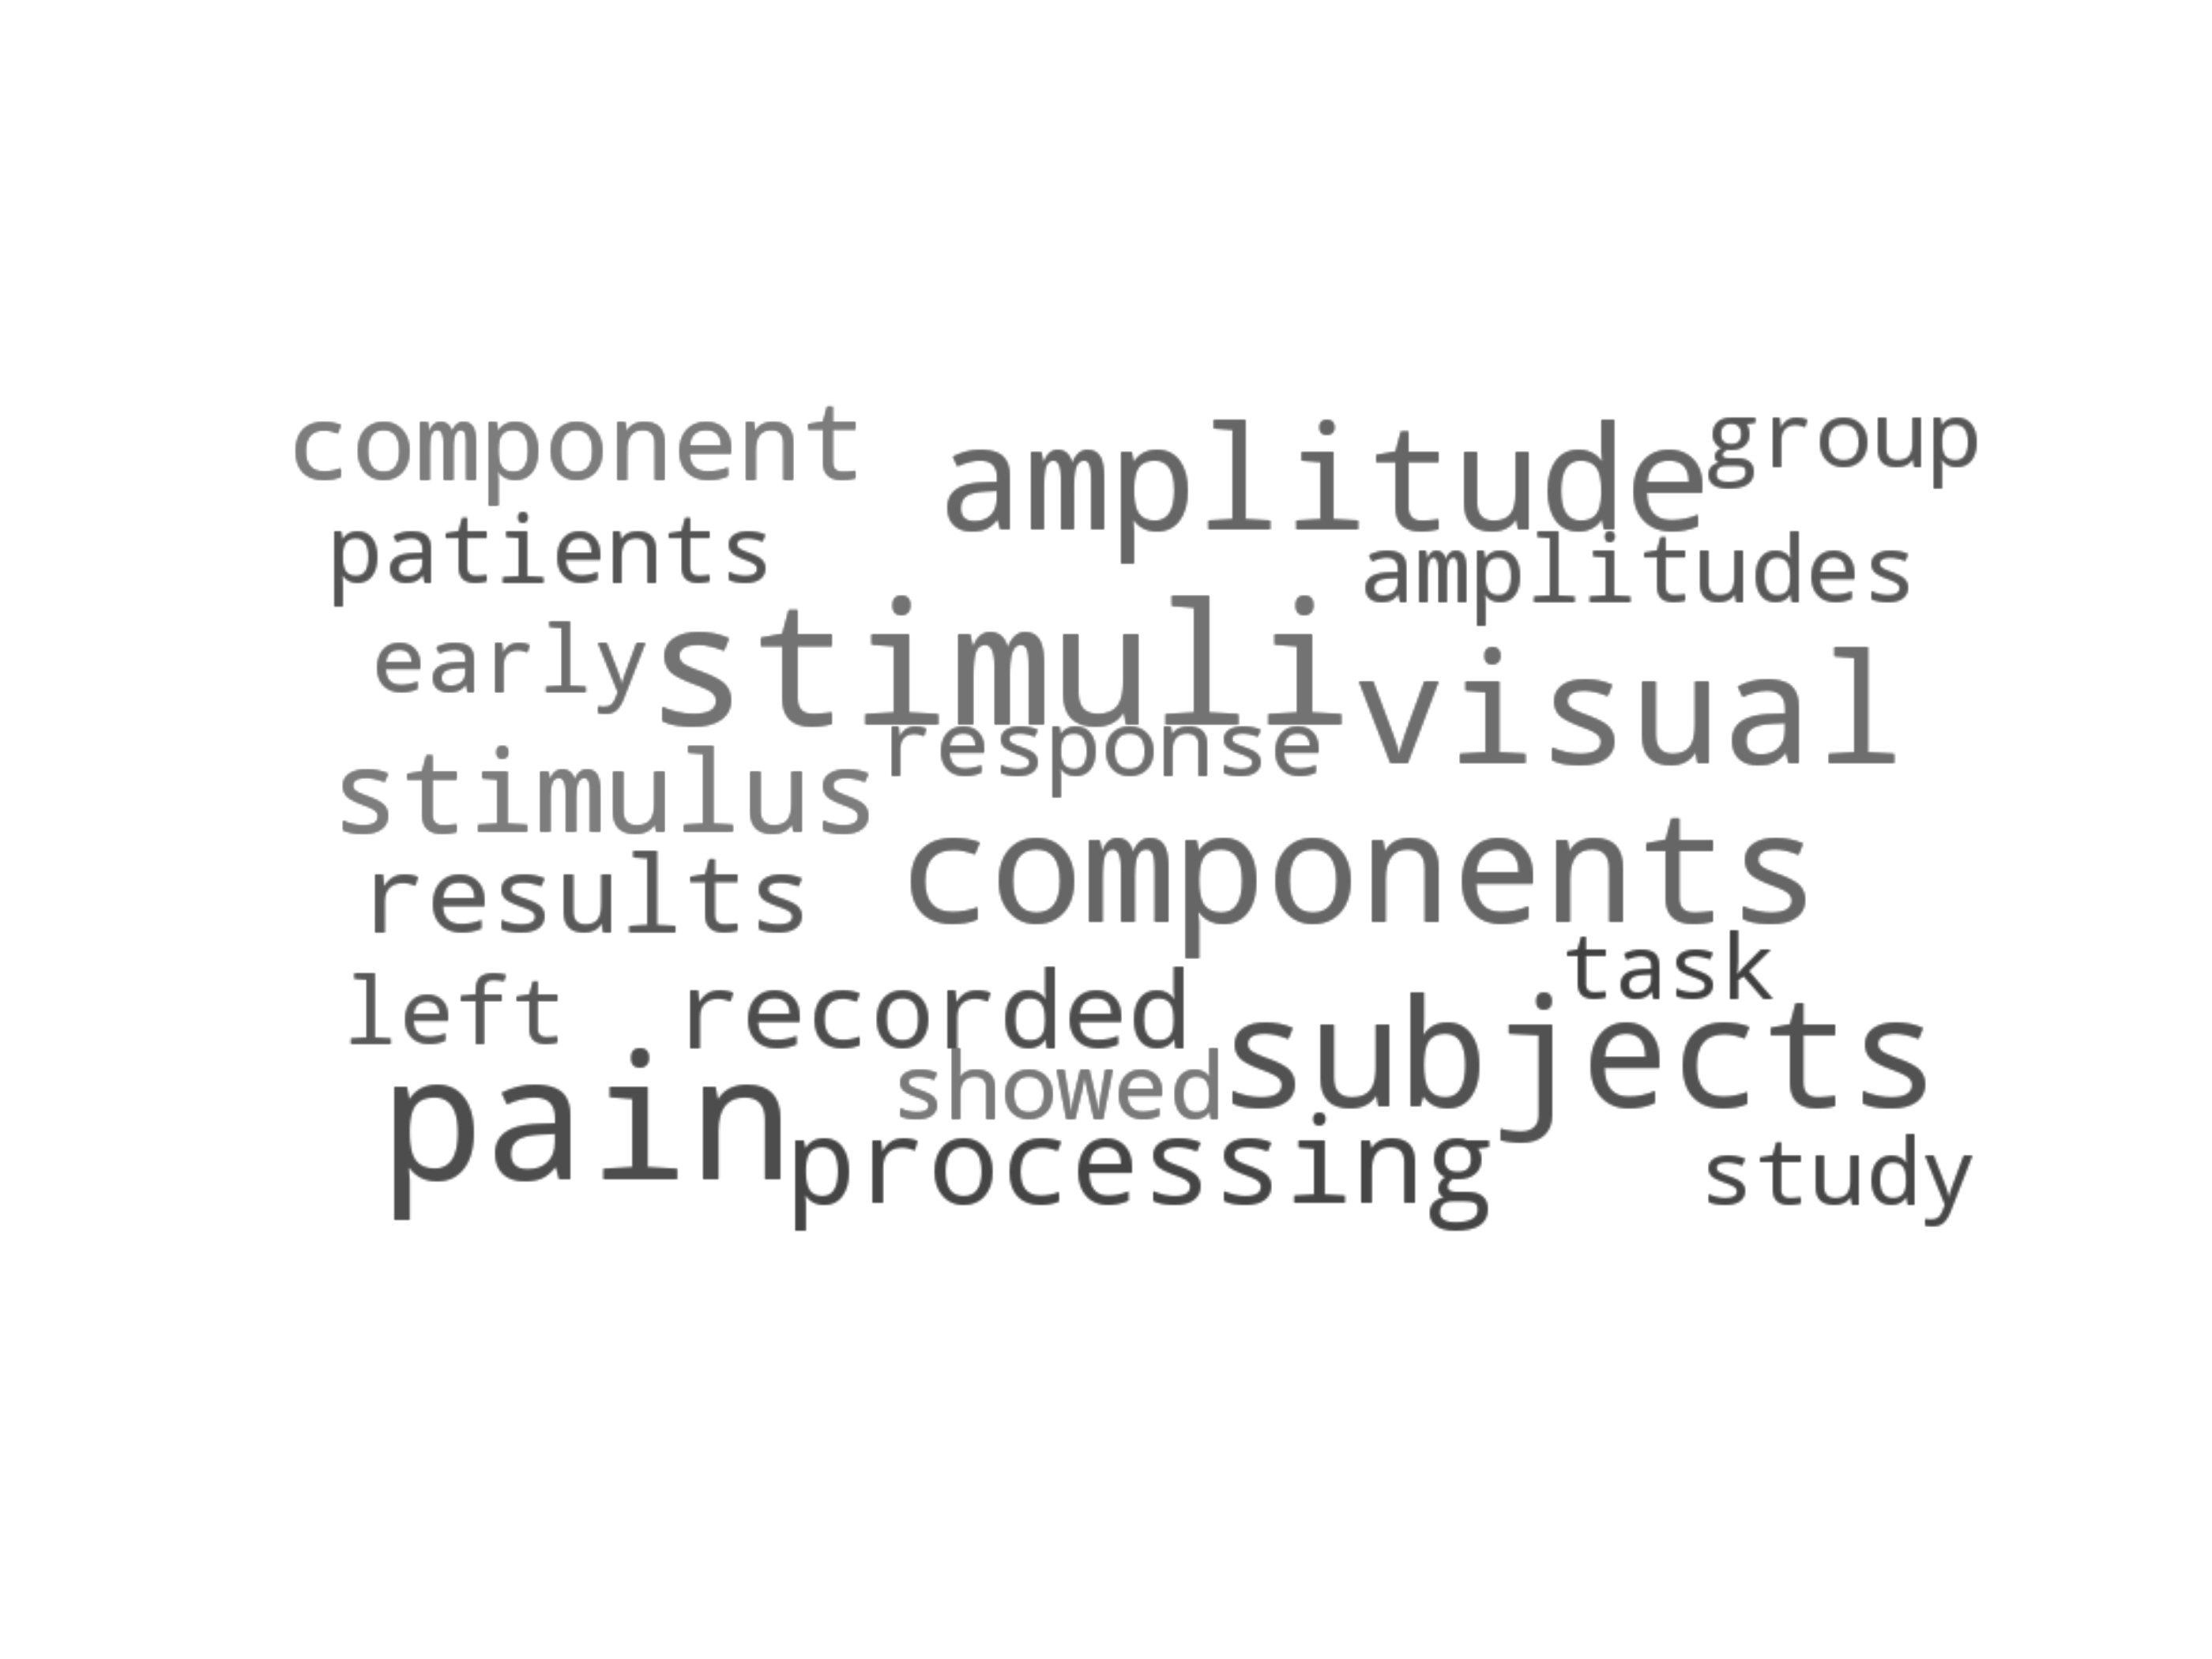 component
amplitude
group
patients
amplitudes
early
stimuli
visual
response
stimulus
components
results
task
left
recorded
subjects
showed
pain
processing
study